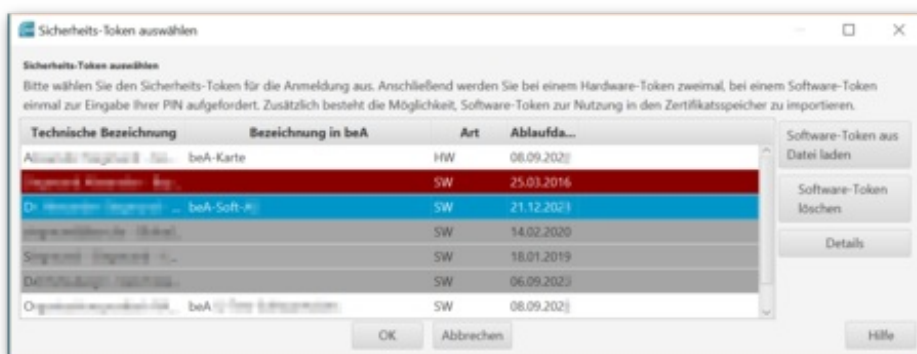 Sicherheits-Token auswählen
Sicherheits-Token auswählen
Bitte wählen Sie den Sicherheits-Token für die Anmeldung aus. Anschließend werden Sie bei einem Hardware-Token zweimal, bei einem Software-Token
einmal zur Eingabe Ihrer PIN aufgefordert. Zusätzlich besteht die Möglichkeit, Software-Token zur Nutzung in den Zertifikatsspeicher zu importieren.
Technische Bezeichnung Bezeichnung in beA Art Ablaufda...
beA-Karte HW
SW 25.03.2016
beA-Soft- SW
SW 14.02.2020
SW 18.01.2019
SW
beA SW
Software-Token aus
Datei laden
Software-Token
löschen
Details
OK Abbrechen Hilfe